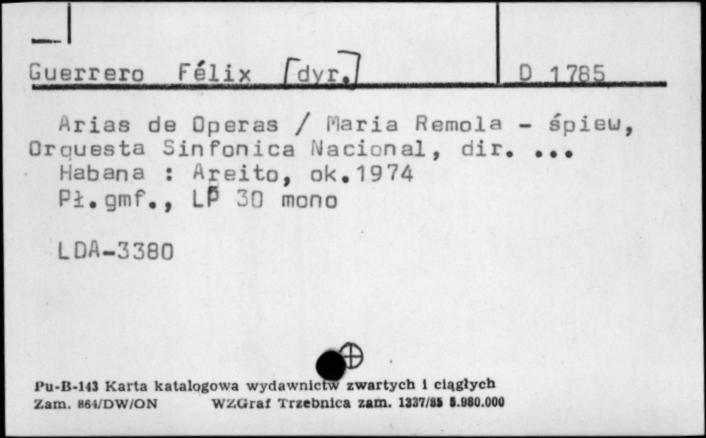 Guerrero Félix [dyr.] D 1785
Arias de Operas / Maria Remola - śpiew,
Orquesta Sinfonica Nacional, dir. ...
Habana : Areito, ok.1974
Pł.gmf., LP 30 mono
LDA-3380
Pu-B-143 Karta katalogowa wydawnictw zwartych i ciągłych
Zam. 864/DW/ON WZGraf Trzebnica zam. 1337/85 5.980.000